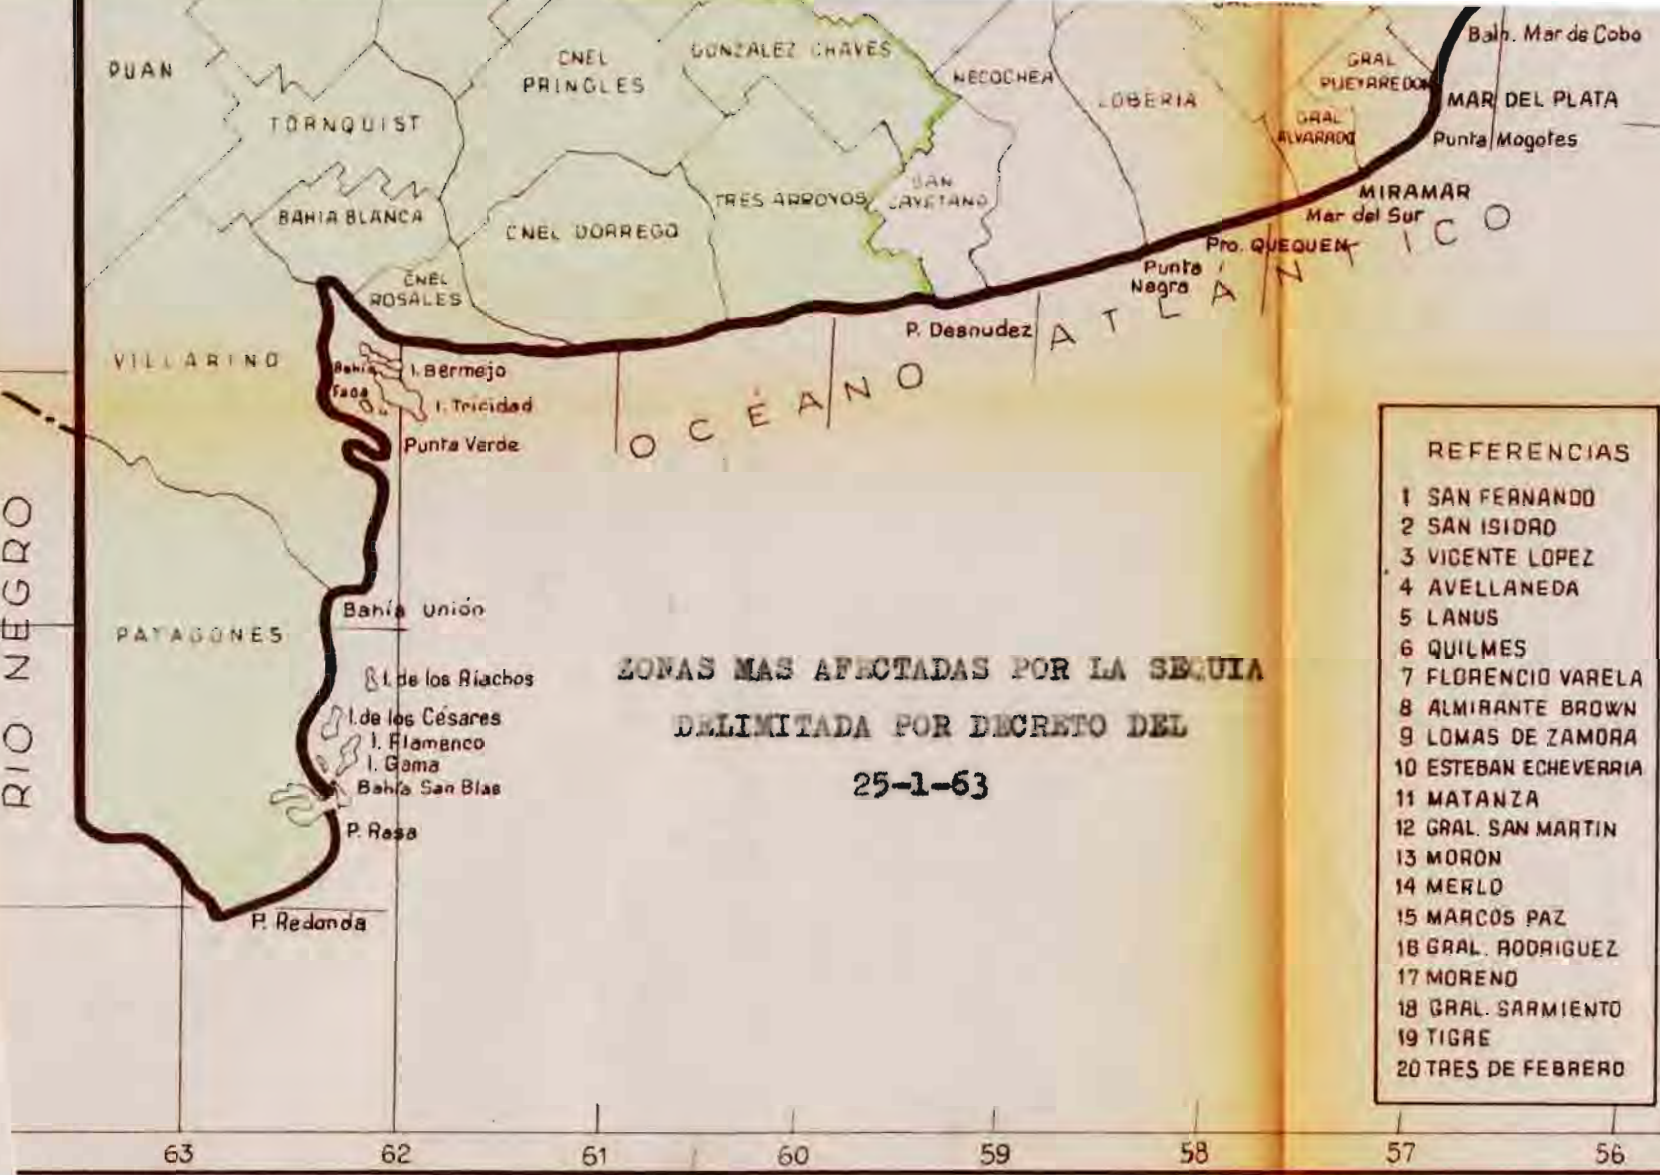 Baln. Mar de Cobo
GRAL
PUEYRREDON
MAR DEL PLATA
GRAL
ALVARADO
Punta Mogotes
MIRAMAR
Mar del Sur
PUAN
CNEL
PRINGLES
GONZALEZ CHAVES
NECOCHEA
LOBERIA
TORNQUIST
BAHIA BLANCA
CNEL DORREGO
TRES ARROYOS
SAN
CAYETANO
CNEL
ROSALES
Pto. QUEQUEN
Punta
Negra
P. Desnudez
OCÉANO ATLÁNTICO
VILLARINO
Bahia
I. Bermejo
I. Tricidad
Punta Verde
RIO NEGRO
PATAGONES
Bahía Unión
I. de los Riachos
I. de los Césares
I. Flamenco
I. Gama
Bahía San Blas
P. Rasa
P. Redonda
ZONAS MAS AFECTADAS POR LA SEQUIA
DELIMITADA POR DECRETO DEL
25-1-63
REFERENCIAS
1 SAN FERNANDO
2 SAN ISIDRO
3 VICENTE LOPEZ
4 AVELLANEDA
5 LANUS
6 QUILMES
7 FLORENCIO VARELA
8 ALMIRANTE BROWN
9 LOMAS DE ZAMORA
10 ESTEBAN ECHEVERRIA
11 MATANZA
12 GRAL. SAN MARTIN
13 MORON
14 MERLO
15 MARCOS PAZ
16 GRAL. RODRIGUEZ
17 MORENO
18 GRAL. SARMIENTO
19 TIGRE
20 TRES DE FEBRERO
63 62 61 60 59 58 57 56